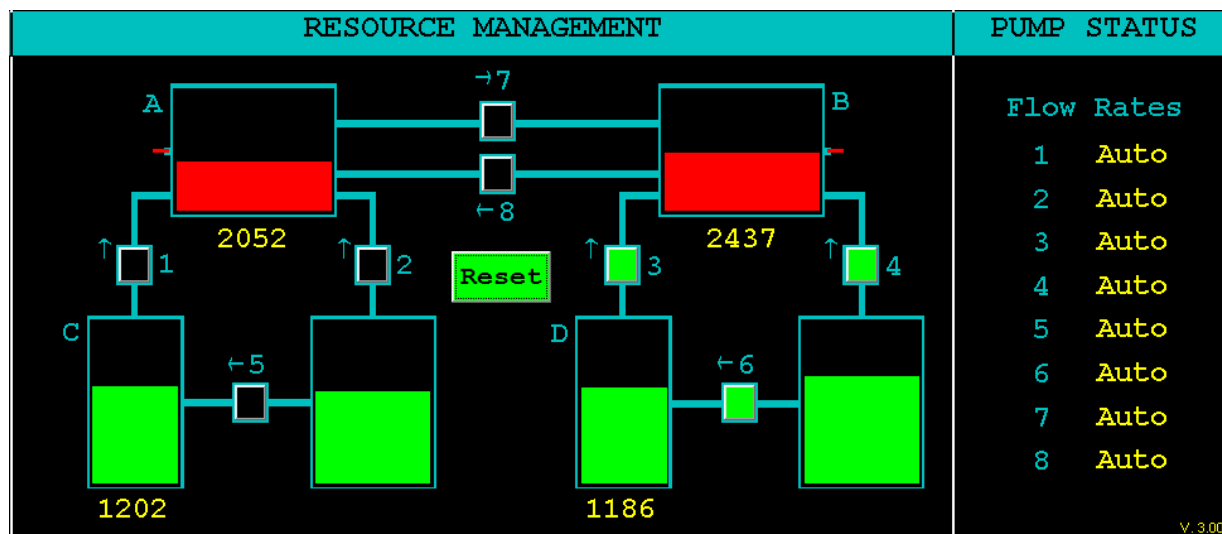 RESOURCE MANAGEMENT
PUMP STATUS
→7
A
B
Flow Rates
1 Auto
←8
2 Auto
2052
2437
↑
1
↑
2
Reset
↑
3
↑
4
3 Auto
4 Auto
C
←5
D
←6
5 Auto
6 Auto
7 Auto
8 Auto
1202
1186
V. 3.00